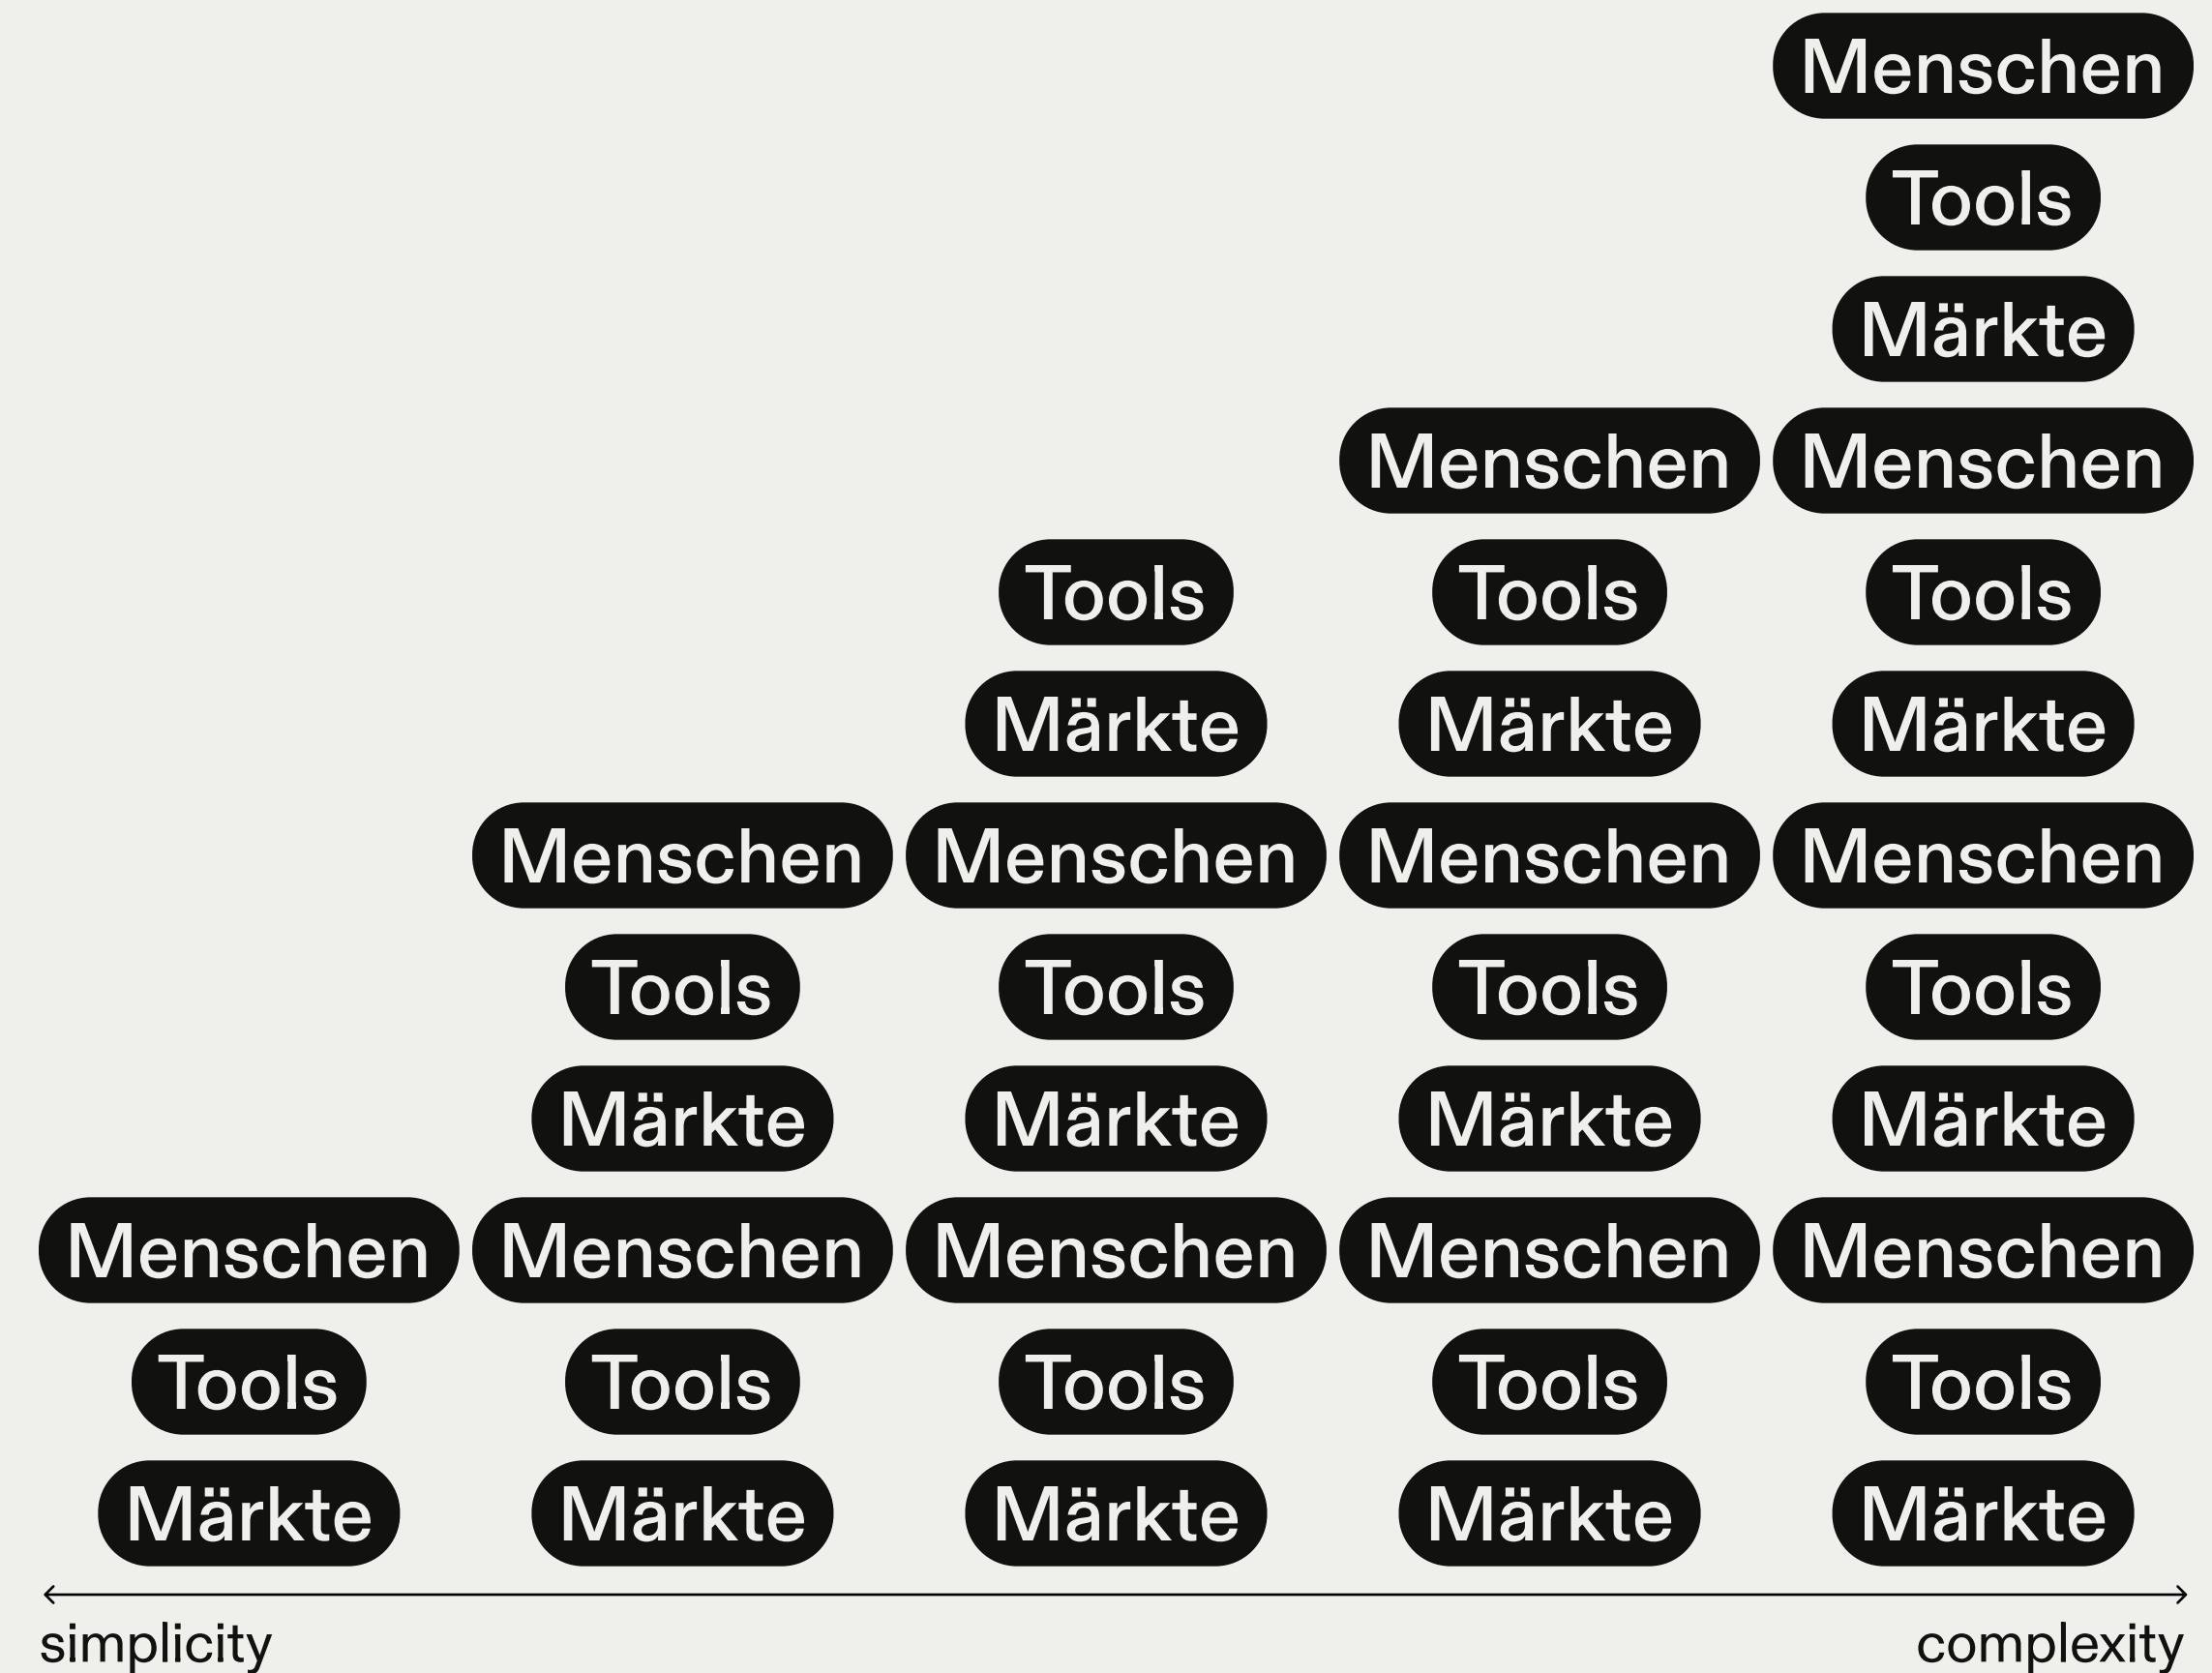 Menschen
Tools
Märkte
Menschen Menschen
Tools Tools Tools
Märkte Märkte Märkte
Menschen Menschen Menschen Menschen
Tools Tools Tools Tools
Märkte Märkte Märkte Märkte
Menschen Menschen Menschen Menschen Menschen
Tools Tools Tools Tools Tools
Märkte Märkte Märkte Märkte Märkte
simplicity complexity